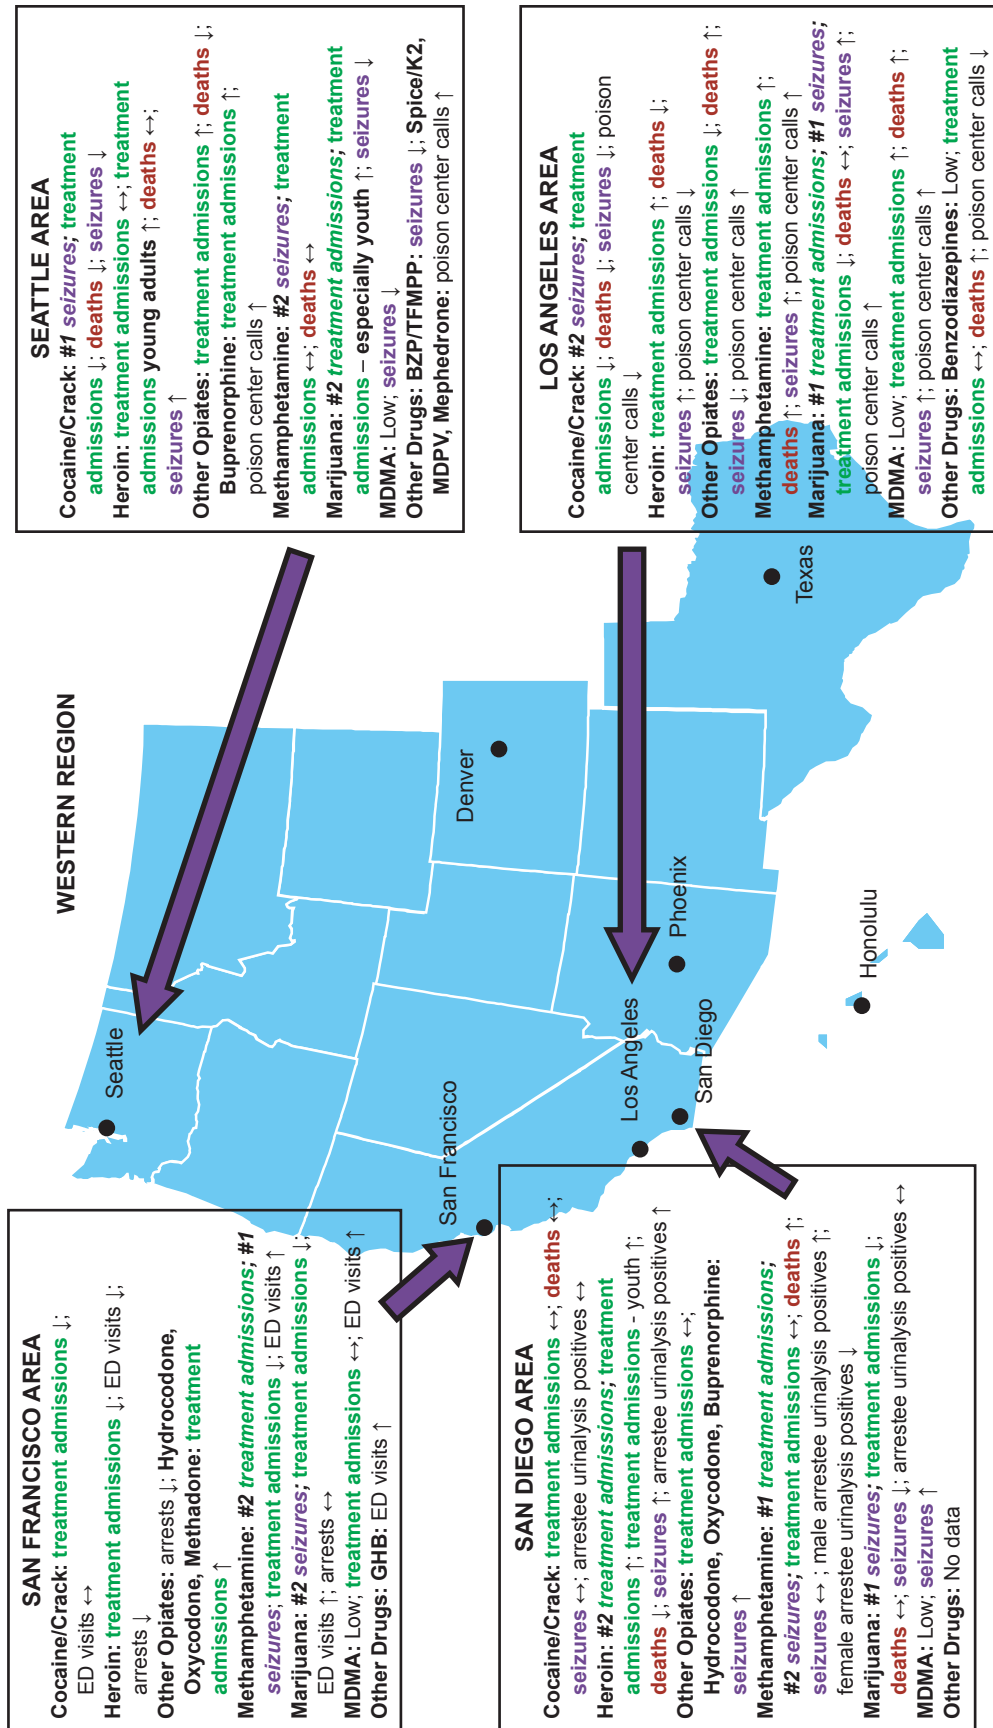 WESTERN REGION
SAN FRANCISCO AREA
Cocaine/Crack: treatment admissions ↓;
ED visits ↔
Heroin: treatment admissions ↓; ED visits ↓;
arrests ↓
Other Opiates: arrests ↓; Hydrocodone,
Oxycodone, Methadone: treatment
admissions ↑
Methamphetamine: #2 treatment admissions; #1
seizures; treatment admissions ↓; ED visits ↑
Marijuana: #2 seizures; treatment admissions ↓;
ED visits ↑; arrests ↔
MDMA: Low; treatment admissions ↔; ED visits ↑
Other Drugs: GHB: ED visits ↑
SEATTLE AREA
Cocaine/Crack: #1 seizures; treatment
admissions ↓; deaths ↓; seizures ↓
Heroin: treatment admissions ↔; treatment
admissions young adults ↑; deaths ↔;
seizures ↑
Other Opiates: treatment admissions ↑; deaths ↓;
Buprenorphine: treatment admissions ↑;
poison center calls ↑
Methamphetamine: #2 seizures; treatment
admissions ↔; deaths ↔
Marijuana: #2 treatment admissions; treatment
admissions – especially youth ↑; seizures ↓
MDMA: Low; seizures ↓
Other Drugs: BZP/TFMPP: seizures ↓; Spice/K2,
MDPV, Mephedrone: poison center calls ↑
Seattle
San Francisco
Denver
Los Angeles
Phoenix
San Diego
Texas
Honolulu
SAN DIEGO AREA
Cocaine/Crack: treatment admissions ↔; deaths ↔;
seizures ↔; arrestee urinalysis positives ↔
Heroin: #2 treatment admissions; treatment
admissions ↑; treatment admissions - youth ↑;
deaths ↓; seizures ↑; arrestee urinalysis positives ↑
Other Opiates: treatment admissions ↔;
Hydrocodone, Oxycodone, Buprenorphine:
seizures ↑
Methamphetamine: #1 treatment admissions;
#2 seizures; treatment admissions ↔; deaths ↑;
seizures ↔ ; male arrestee urinalysis positives ↑;
female arrestee urinalysis positives ↓
Marijuana: #1 seizures; treatment admissions ↓;
deaths ↔; seizures ↓; arrestee urinalysis positives ↔
MDMA: Low; seizures ↑
Other Drugs: No data
LOS ANGELES AREA
Cocaine/Crack: #2 seizures; treatment
admissions ↓; deaths ↓; seizures ↓; poison
center calls ↓
Heroin: treatment admissions ↑; deaths ↓;
seizures ↑; poison center calls ↓
Other Opiates: treatment admissions ↓; deaths ↑;
seizures ↓; poison center calls ↑
Methamphetamine: treatment admissions ↑;
deaths ↑; seizures ↑; poison center calls ↑
Marijuana: #1 treatment admissions; #1 seizures;
treatment admissions ↓; deaths ↔; seizures ↑;
poison center calls ↑
MDMA: Low; treatment admissions ↑; deaths ↑;
seizures ↑; poison center calls ↑
Other Drugs: Benzodiazepines: Low; treatment
admissions ↔; deaths ↑; poison center calls ↓